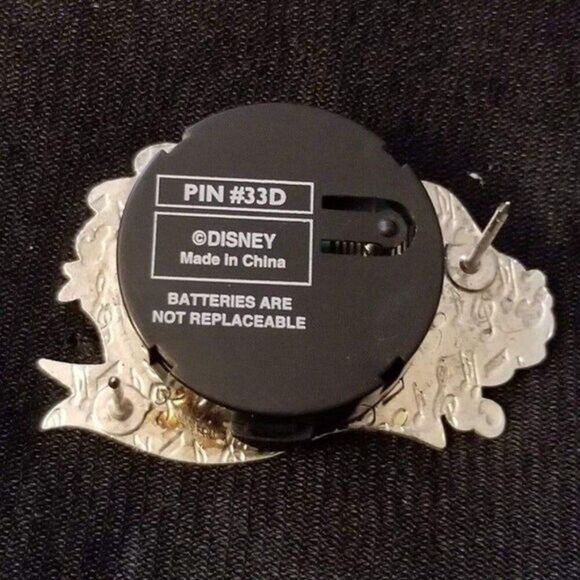 PIN #33D
©DISNEY
Made in China
BATTERIES ARE
NOT REPLACEABLE